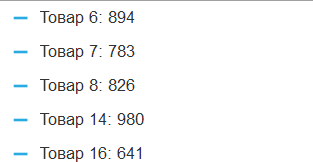 Товар 6: 894
Товар 7: 783
Товар 8: 826
Товар 14: 980
Товар 16: 641